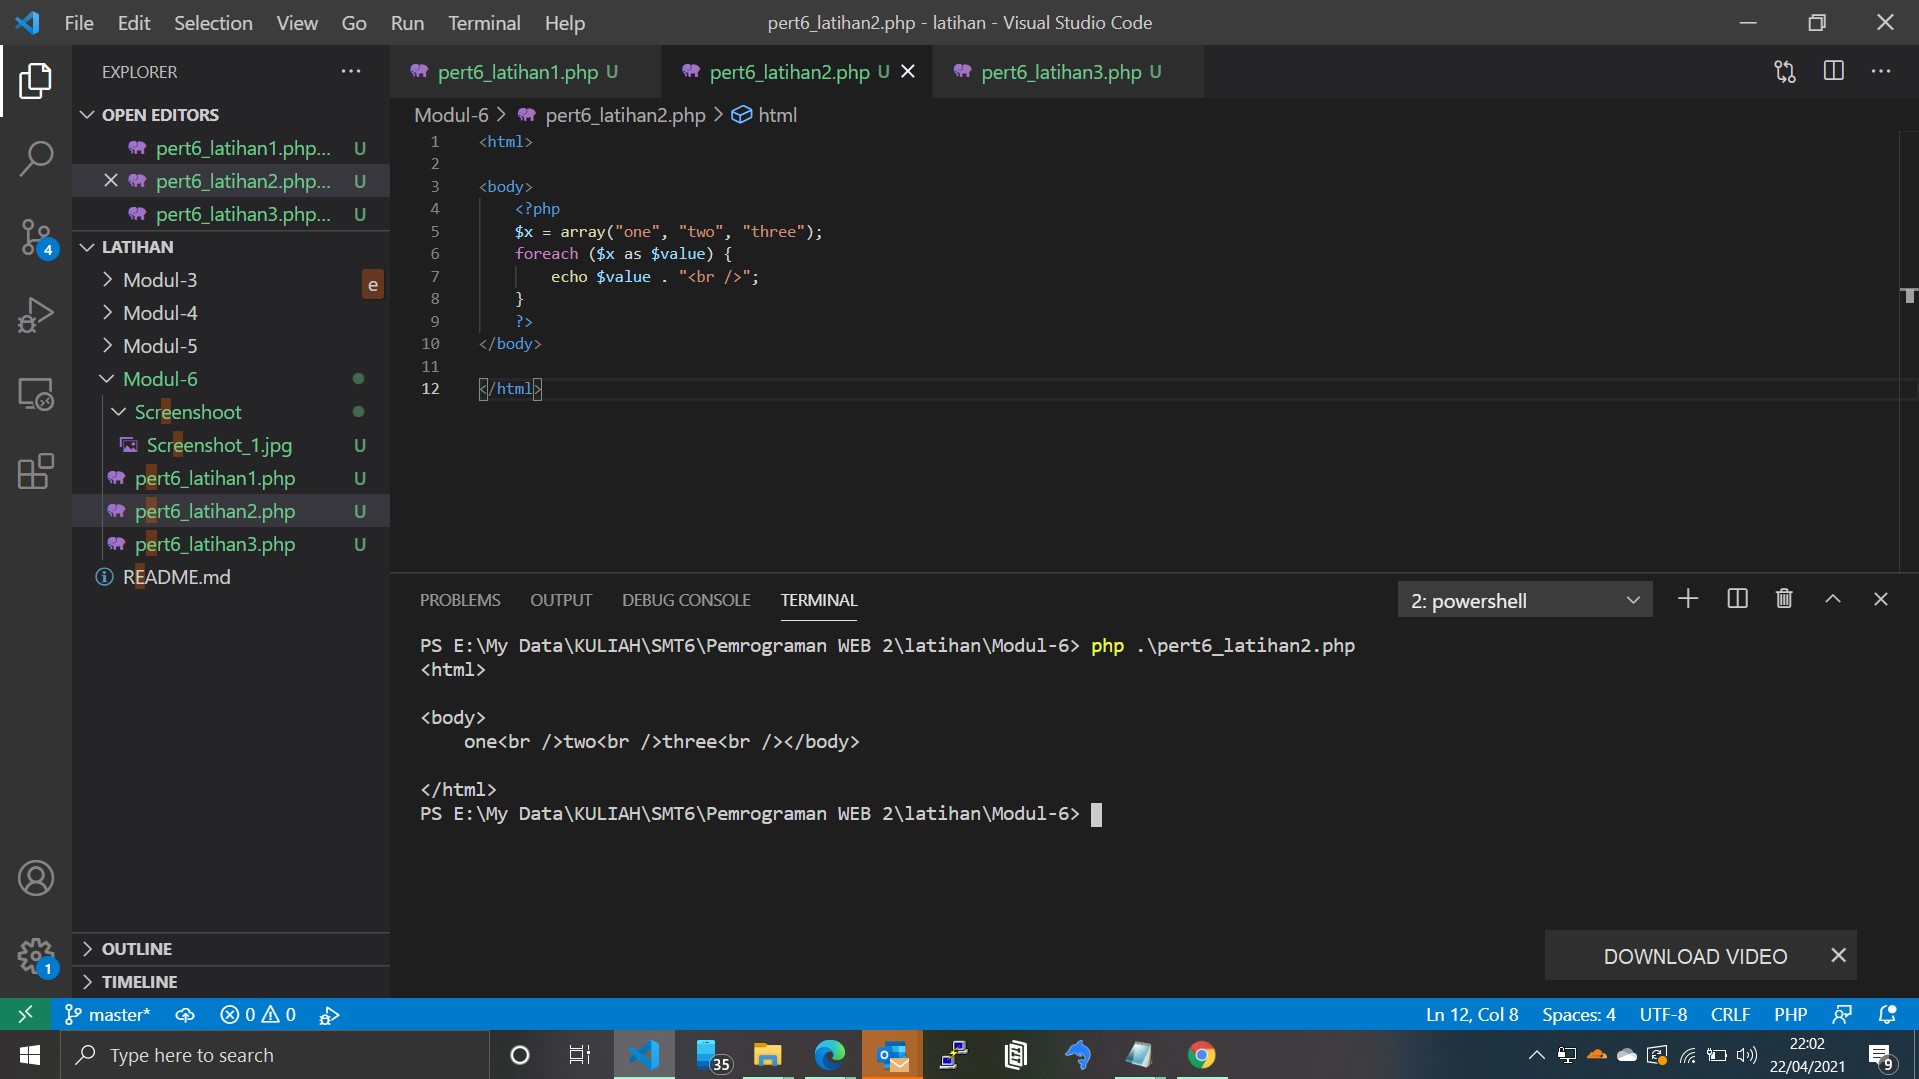 File Edit Selection View Go Run Terminal Help
pert6_latihan2.php - latihan - Visual Studio Code
EXPLORER
OPEN EDITORS
pert6_latihan1.php... U
pert6_latihan2.php... U
pert6_latihan3.php... U
LATIHAN
Modul-3
e
Modul-4
Modul-5
Modul-6
Screenshoot
Screenshot_1.jpg U
pert6_latihan1.php U
pert6_latihan2.php U
pert6_latihan3.php U
README.md
OUTLINE
TIMELINE
4
1
pert6_latihan1.php U
pert6_latihan2.php U
pert6_latihan3.php U
Modul-6 > pert6_latihan2.php > html
1 <html>
2
3 <body>
4 <?php
5 $x = array("one", "two", "three");
6 foreach ($x as $value) {
7 echo $value . "<br />";
8 }
9 ?>
10 </body>
11
12 </html>
PROBLEMS OUTPUT DEBUG CONSOLE TERMINAL
2: powershell
PS E:\My Data\KULIAH\SMT6\Pemrograman WEB 2\latihan\Modul-6> php .\pert6_latihan2.php
<html>
<body>
one<br />two<br />three<br /></body>
</html>
PS E:\My Data\KULIAH\SMT6\Pemrograman WEB 2\latihan\Modul-6>
DOWNLOAD VIDEO
master* 0 0
Ln 12, Col 8 Spaces: 4 UTF-8 CRLF PHP
Type here to search
35
22:02
22/04/2021
9